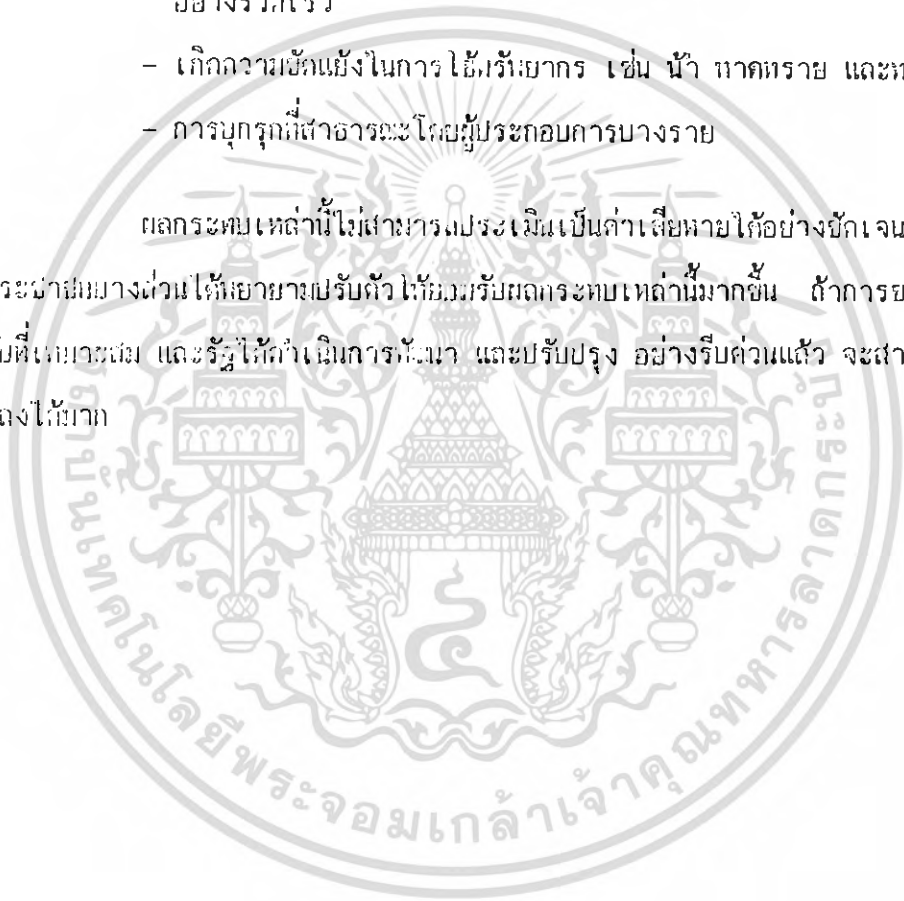 อย่างรวดเร็ว
- เกิดความขัดแย้งในการใช้ทรัพยากร เช่น น้ำ หาดทราย และท
- การบุกรุกที่สาธารณะโดยผู้ประกอบการบางราย
ผลกระทบเหล่านี้ไม่สามารถประเมินเป็นค่าเสียหายได้อย่างชัดเจน
ระชาชนบางส่วนได้พยายามปรับตัวให้ยอมรับผลกระทบเหล่านี้มากขึ้น ถ้าการข
ที่เหมาะสม และรัฐได้ดำเนินการพัฒนา และปรับปรุง อย่างรีบด่วนแล้ว จะสา
ลงได้มาก
สถาบันเทคโนโลยีพระจอมเกล้าเจ้าคุณทหารลาดกระบัง